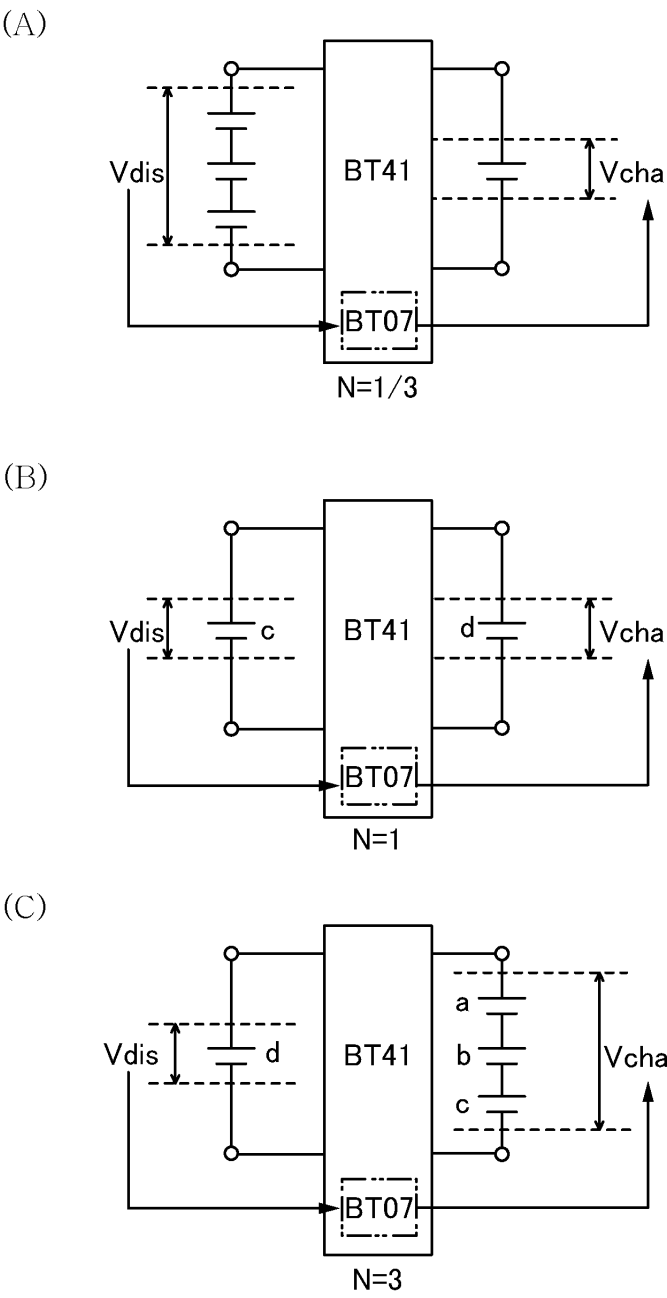 (A)
Vdis
BT41
Vcha
BT07
N=1/3
(B)
Vdis
c
BT41
d
Vcha
BT07
N=1
(C)
Vdis
d
BT41
a
b
c
Vcha
BT07
N=3